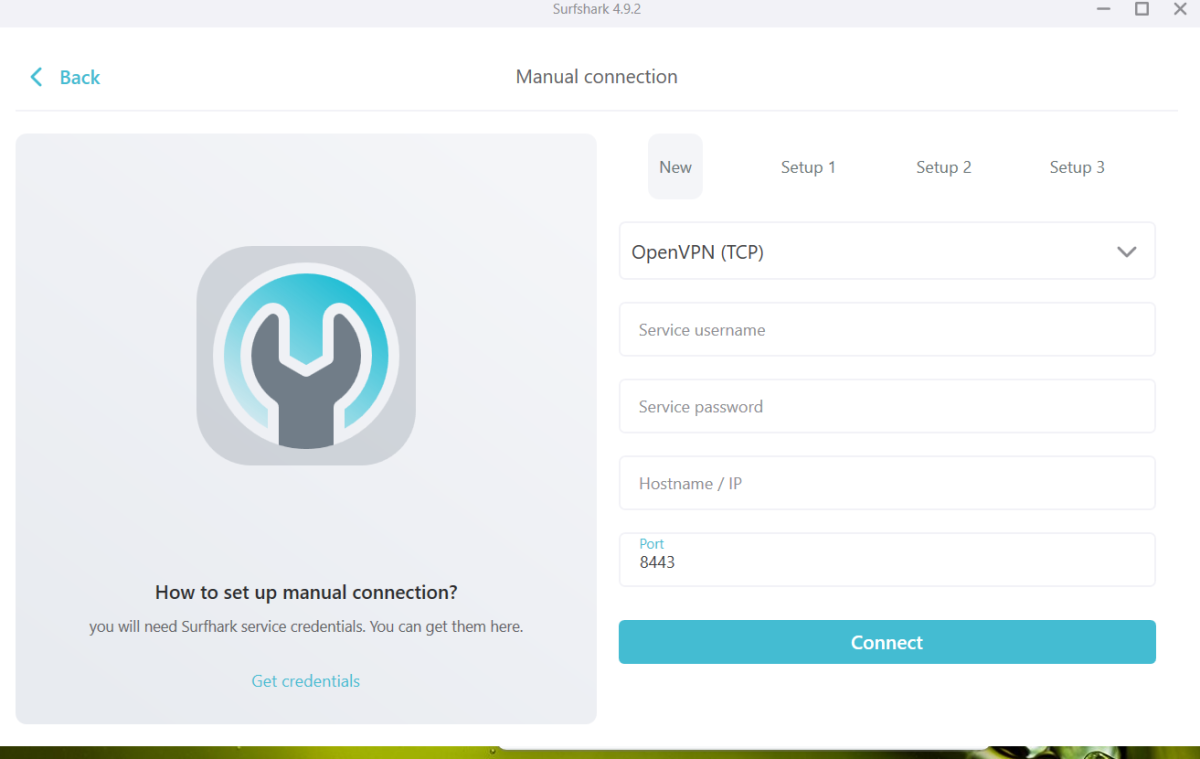 Surfshark 4.9.2
Back
Manual connection
New
Setup 1
Setup 2
Setup 3
OpenVPN (TCP)
Service username
Service password
Hostname / IP
Port
8443
Connect
How to set up manual connection?
you will need Surfhark service credentials. You can get them here.
Get credentials